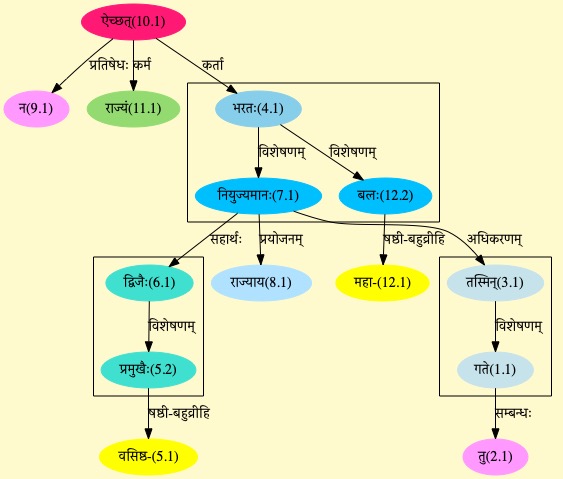 ऐच्छत्(10.1)
प्रतिषेधः कर्म कर्ता
न(9.1) राज्यं(11.1) भरतः(4.1)
विशेषणम् विशेषणम्
नियुज्यमानः(7.1) बलः(12.2)
सहार्थः प्रयोजनम् षष्ठी-बहुव्रीहि अधिकरणम्
द्विजैः(6.1) राज्याय(8.1) महा-(12.1) तस्मिन्(3.1)
विशेषणम् विशेषणम्
प्रमुखैः(5.2) गते(1.1)
षष्ठी-बहुव्रीहि सम्बन्धः
वसिष्ठ-(5.1) तु(2.1)